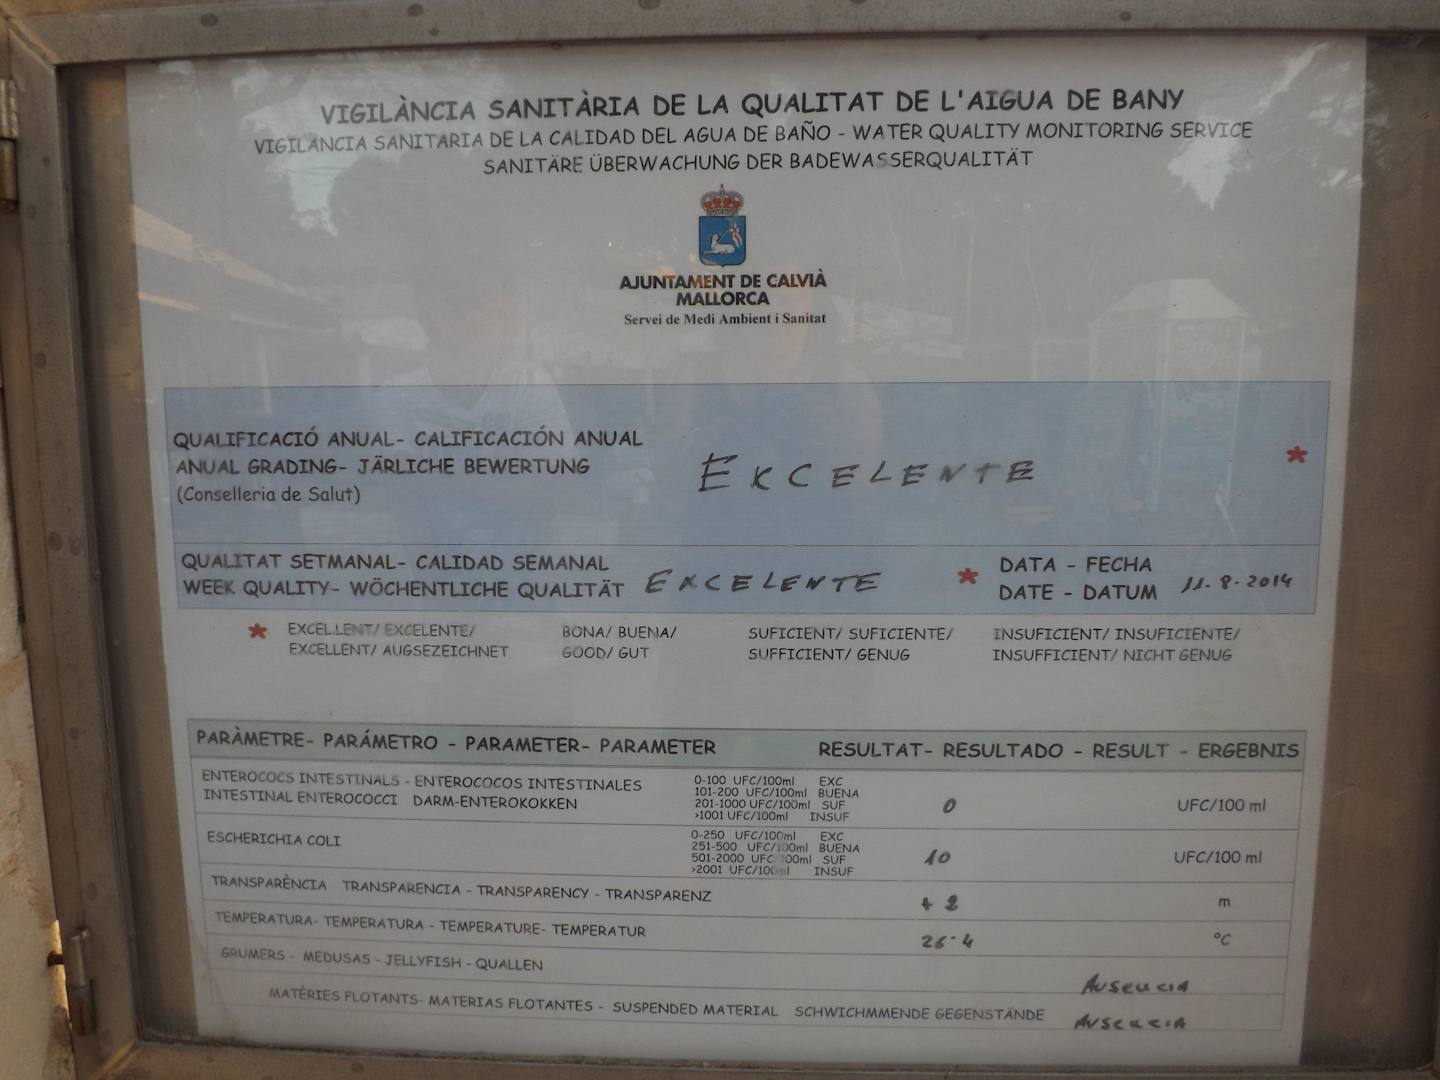 VIGILÀNCIA SANITÀRIA DE LA QUALITAT DE L'AIGUA DE BANY
VIGILANCIA SANITARIA DE LA CALIDAD DEL AGUA DE BAÑO - WATER QUALITY MONITORING SERVICE
SANITÄRE ÜBERWACHUNG DER BADEWASSERQUALITÄT
AJUNTAMENT DE CALVIÀ
MALLORCA
Servei de Medi Ambient i Sanitat
QUALIFICACIÓ ANUAL- CALIFICACIÓN ANUAL
ANUAL GRADING- JÄRLICHE BEWERTUNG
(Conselleria de Salut)
EXCELENTE *
QUALITAT SETMANAL- CALIDAD SEMANAL
WEEK QUALITY- WÖCHENTLICHE QUALITÄT EXCELENTE *
DATA - FECHA
DATE - DATUM 11-8-2014
* EXCEL.LENT/ EXCELENTE/
EXCELLENT/ AUGSEZEICHNET
BONA/ BUENA/
GOOD/ GUT
SUFICIENT/ SUFICIENTE/
SUFFICIENT/ GENUG
INSUFICIENT/ INSUFICIENTE/
INSUFFICIENT/ NICHT GENUG
PARÀMETRE- PARÁMETRO - PARAMETER- PARAMETER RESULTAT- RESULTADO - RESULT - ERGEBNIS
ENTEROCOCS INTESTINALS - ENTEROCOCOS INTESTINALES
INTESTINAL ENTEROCOCCI DARM-ENTEROKOKKEN
0-100 UFC/100ml EXC
101-200 UFC/100ml BUENA
201-1000 UFC/100ml SUF
>1001 UFC/100ml INSUF
0 UFC/100 ml
ESCHERICHIA COLI
0-250 UFC/100ml EXC
251-500 UFC/100ml BUENA
501-2000 UFC/100ml SUF
>2001 UFC/100ml INSUF
10 UFC/100 ml
TRANSPARÈNCIA TRANSPARENCIA - TRANSPARENCY - TRANSPARENZ + 2 m
TEMPERATURA- TEMPERATURA - TEMPERATURE- TEMPERATUR 26'4 ºC
GRUMERS - MEDUSAS - JELLYFISH - QUALLEN AUSENCIA
MATÈRIES FLOTANTS- MATERIAS FLOTANTES - SUSPENDED MATERIAL SCHWICHMMENDE GEGENSTÄNDE AUSENCIA